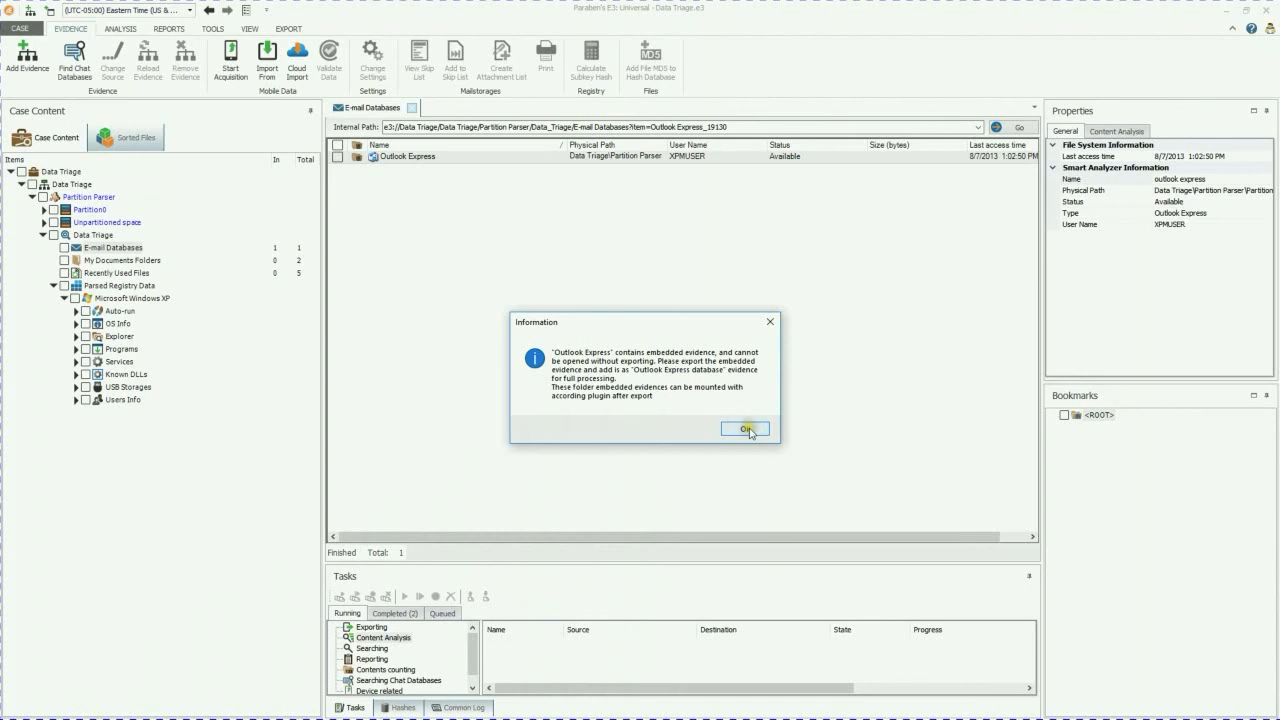 (UTC-05:00) Eastern Time (US & ...
Paraben's E3: Universal - Data Triage.e3
CASE EVIDENCE ANALYSIS REPORTS TOOLS VIEW EXPORT
Add Evidence
Find Chat Databases
Change Source
Reload Evidence
Remove Evidence
Start Acquisition
Import From
Cloud Import
Validate Data
Change Settings
View Skip List
Add to Skip List
Create Attachment List
Print
Calculate Subkey Hash
MD5
Add File MD5 to Hash Database
Evidence
Mobile Data
Settings
Mailstorages
Registry
Files
Case Content
Case Content Sorted Files
Items In Total
Data Triage
Data Triage
Partition Parser
Partition0
Unpartitioned space
Data Triage
E-mail Databases 1 1
My Documents Folders 0 2
Recently Used Files 0 5
Parsed Registry Data
Microsoft Windows XP
Auto-run
OS Info
Explorer
Programs
Services
Known DLLs
USB Storages
Users Info
E-mail Databases
Internal Path: e3://Data Triage/Data Triage/Partition Parser/Data_Triage/E-mail Databases?item=Outlook Express_19130 Go
Name / Physical Path User Name Status Size (bytes) Last access time
Outlook Express Data Triage\Partition Parser XPMUSER Available 8/7/2013 1:02:50 PM
Information
"Outlook Express" contains embedded evidence, and cannot
be opened without exporting. Please export the embedded
evidence and add is as "Outlook Express database" evidence
for full processing.
These folder embedded evidences can be mounted with
according plugin after export
Finished Total: 1
Tasks
Running Completed (2) Queued
Exporting
Content Analysis
Searching
Reporting
Contents counting
Searching Chat Databases
Device related
Name Source Destination State Progress
Tasks Hashes Common Log
Properties
General Content Analysis
File System Information
Last access time 8/7/2013 1:02:50 PM
Smart Analyzer Information
Name outlook express
Physical Path Data Triage\Partition Parser\Partition
Status Available
Type Outlook Express
User Name XPMUSER
Bookmarks
<ROOT>